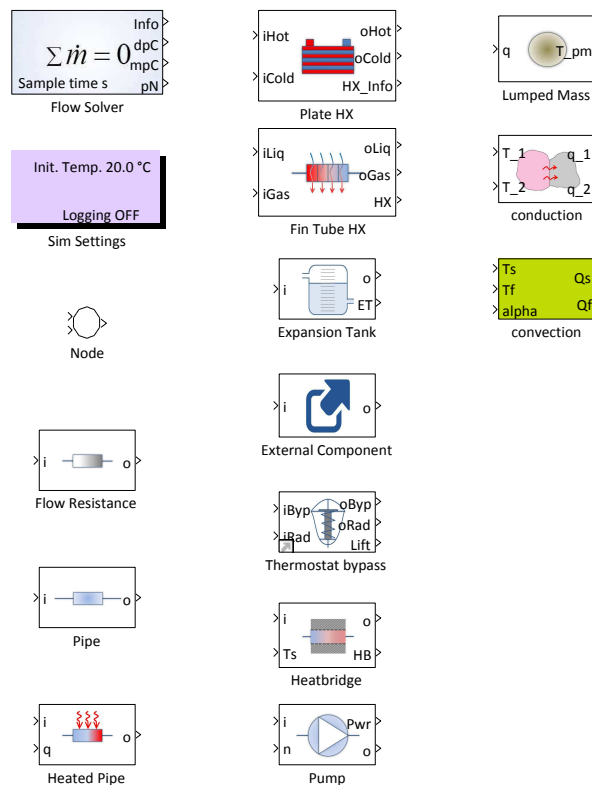 Info
dpC
mpC
pN
∑ ṁ = 0
Sample time s
Flow Solver
Init. Temp. 20.0 °C
Logging OFF
Sim Settings
Node
i
o
Flow Resistance
i
o
Pipe
i
q
o
Heated Pipe
iHot
iCold
oHot
oCold
HX_Info
Plate HX
iLiq
iGas
oLiq
oGas
HX
Fin Tube HX
i
o
ET
Expansion Tank
i
o
External Component
iByp
iRad
oByp
oRad
Lift
Thermostat bypass
i
Ts
o
HB
Heatbridge
i
n
Pwr
o
Pump
q
T_pm
Lumped Mass
T_1
T_2
q_1
q_2
conduction
Ts
Tf
alpha
Qs
Qf
convection